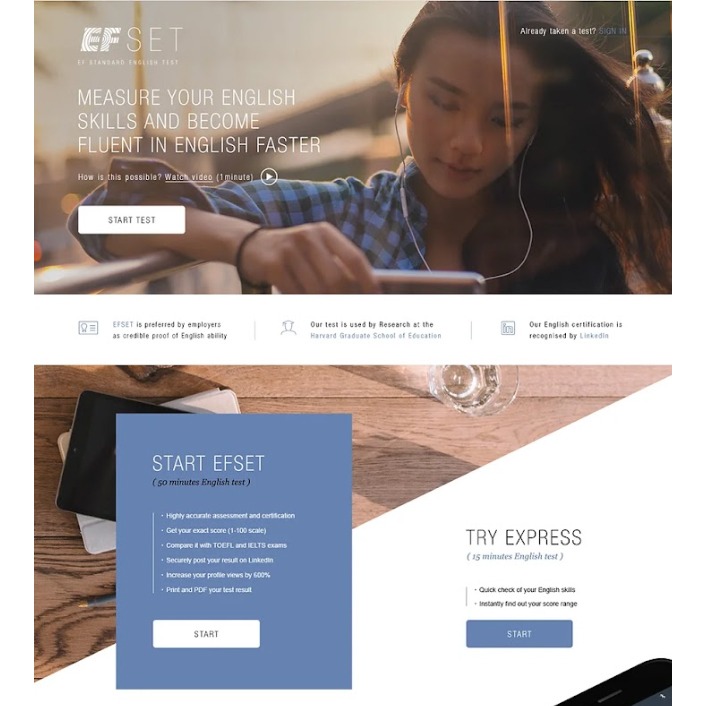 EFSET
EF STANDARD ENGLISH TEST
Already taken a test? SIGN IN
MEASURE YOUR ENGLISH
SKILLS AND BECOME
FLUENT IN ENGLISH FASTER
How is this possible? Watch video (1minute)
START TEST
EFSET is preferred by employers
as credible proof of English ability
Our test is used by Research at the
Harvard Graduate School of Education
Our English certification is
recognised by LinkedIn
START EFSET
( 50 minutes English test )
· Highly accurate assessment and certification
· Get your exact score (1-100 scale)
· Compare it with TOEFL and IELTS exams
· Securely post your result on LinkedIn
· Increase your profile views by 600%
· Print and PDF your test result
START
TRY EXPRESS
( 15 minutes English test )
· Quick check of your English skills
· Instantly find out your score range
START